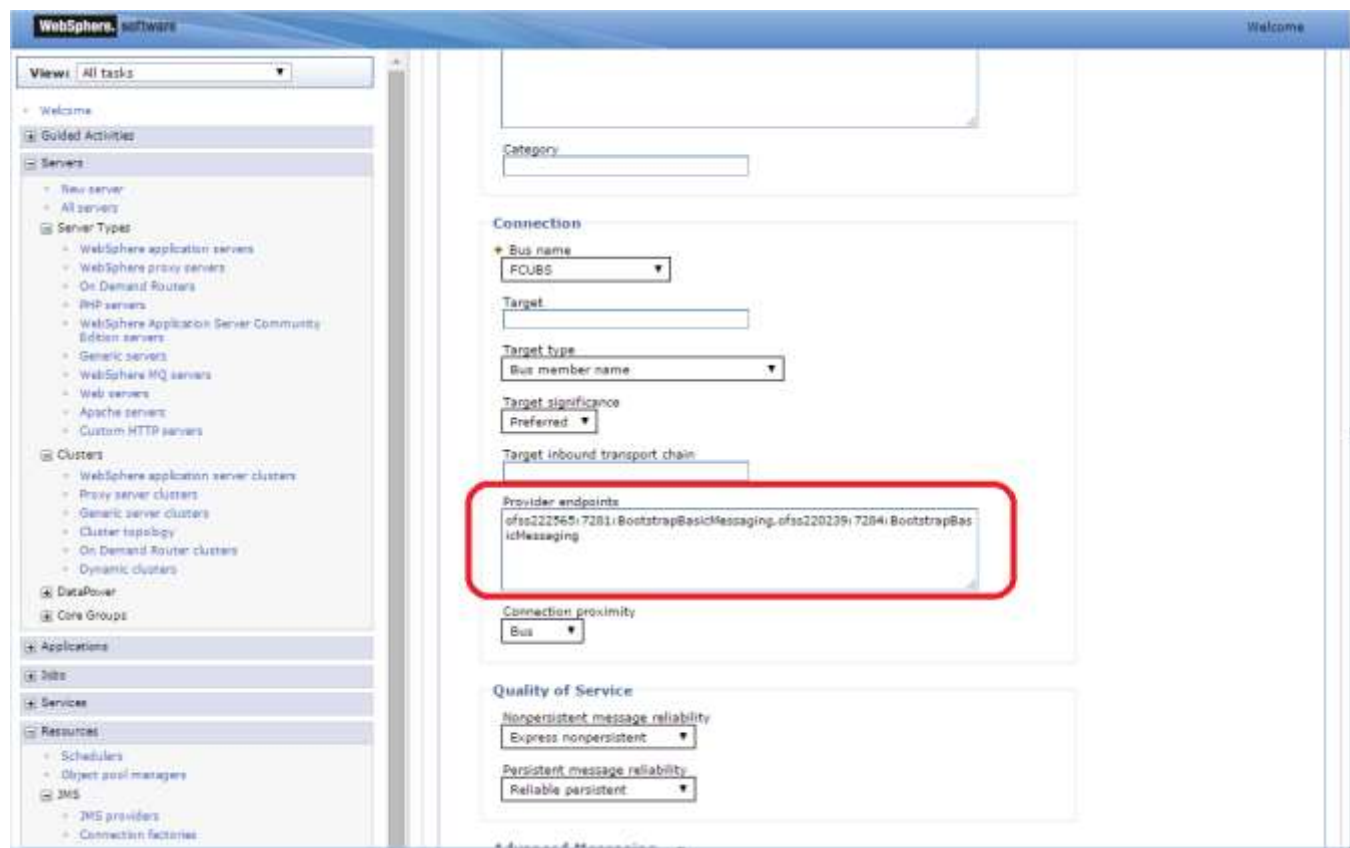 WebSphere. software
Welcome
View: All tasks
Welcome
Guided Activities
Servers
New server
All servers
Server Types
WebSphere application servers
WebSphere proxy servers
On Demand Routers
PHP servers
WebSphere Application Server Community
Edition servers
Generic servers
WebSphere MQ servers
Web servers
Apache servers
Custom HTTP servers
Clusters
WebSphere application server clusters
Proxy server clusters
Generic server clusters
Cluster topology
On Demand Router clusters
Dynamic clusters
DataPower
Core Groups
Applications
Jobs
Services
Resources
Schedulers
Object pool managers
JMS
JMS providers
Connection factories
Category
Connection
Bus name
FCUBS
Target
Target type
Bus member name
Target significance
Preferred
Target inbound transport chain
Provider endpoints
ofss222565:7281:BootstrapBasicMessaging,ofss220239:7284:BootstrapBas
icMessaging
Connection proximity
Bus
Quality of Service
Nonpersistent message reliability
Express nonpersistent
Persistent message reliability
Reliable persistent
Advanced Messaging